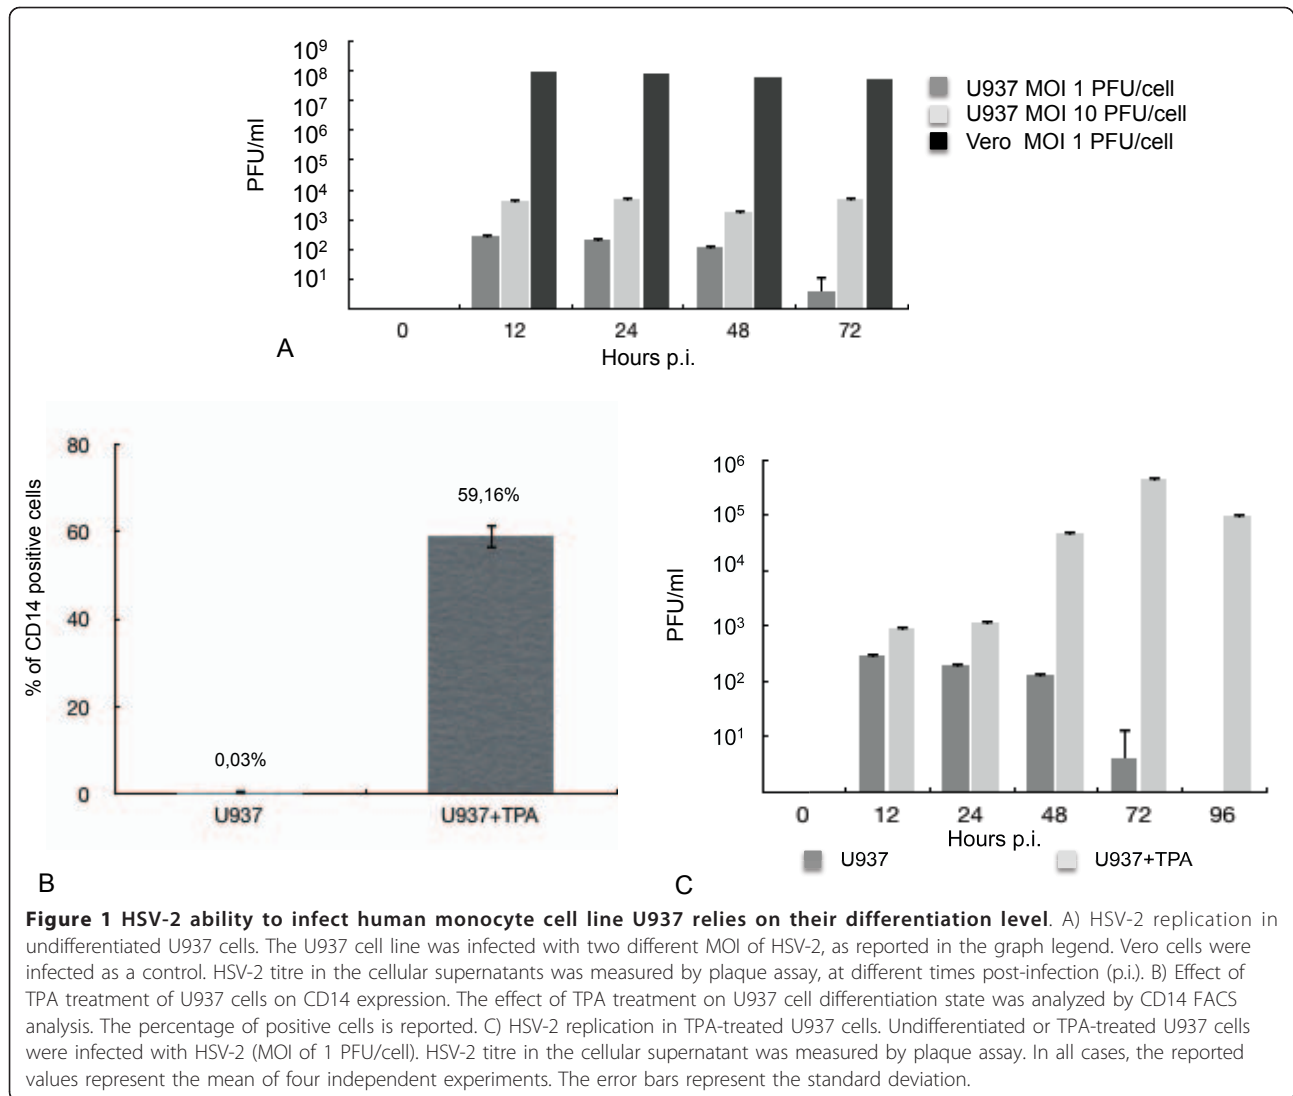 10⁹
10⁸
10⁷
10⁶
10⁵
10⁴
10³
10²
10¹
PFU/ml
0 12 24 48 72
Hours p.i.
A
U937 MOI 1 PFU/cell
U937 MOI 10 PFU/cell
Vero MOI 1 PFU/cell
80
60
40
20
0
% of CD14 positive cells
0,03%
59,16%
U937 U937+TPA
B
10⁶
10⁵
10⁴
10³
10²
10¹
PFU/ml
0 12 24 48 72 96
Hours p.i.
U937 U937+TPA
C
Figure 1 HSV-2 ability to infect human monocyte cell line U937 relies on their differentiation level. A) HSV-2 replication in
undifferentiated U937 cells. The U937 cell line was infected with two different MOI of HSV-2, as reported in the graph legend. Vero cells were
infected as a control. HSV-2 titre in the cellular supernatants was measured by plaque assay, at different times post-infection (p.i.). B) Effect of
TPA treatment of U937 cells on CD14 expression. The effect of TPA treatment on U937 cell differentiation state was analyzed by CD14 FACS
analysis. The percentage of positive cells is reported. C) HSV-2 replication in TPA-treated U937 cells. Undifferentiated or TPA-treated U937 cells
were infected with HSV-2 (MOI of 1 PFU/cell). HSV-2 titre in the cellular supernatant was measured by plaque assay. In all cases, the reported
values represent the mean of four independent experiments. The error bars represent the standard deviation.